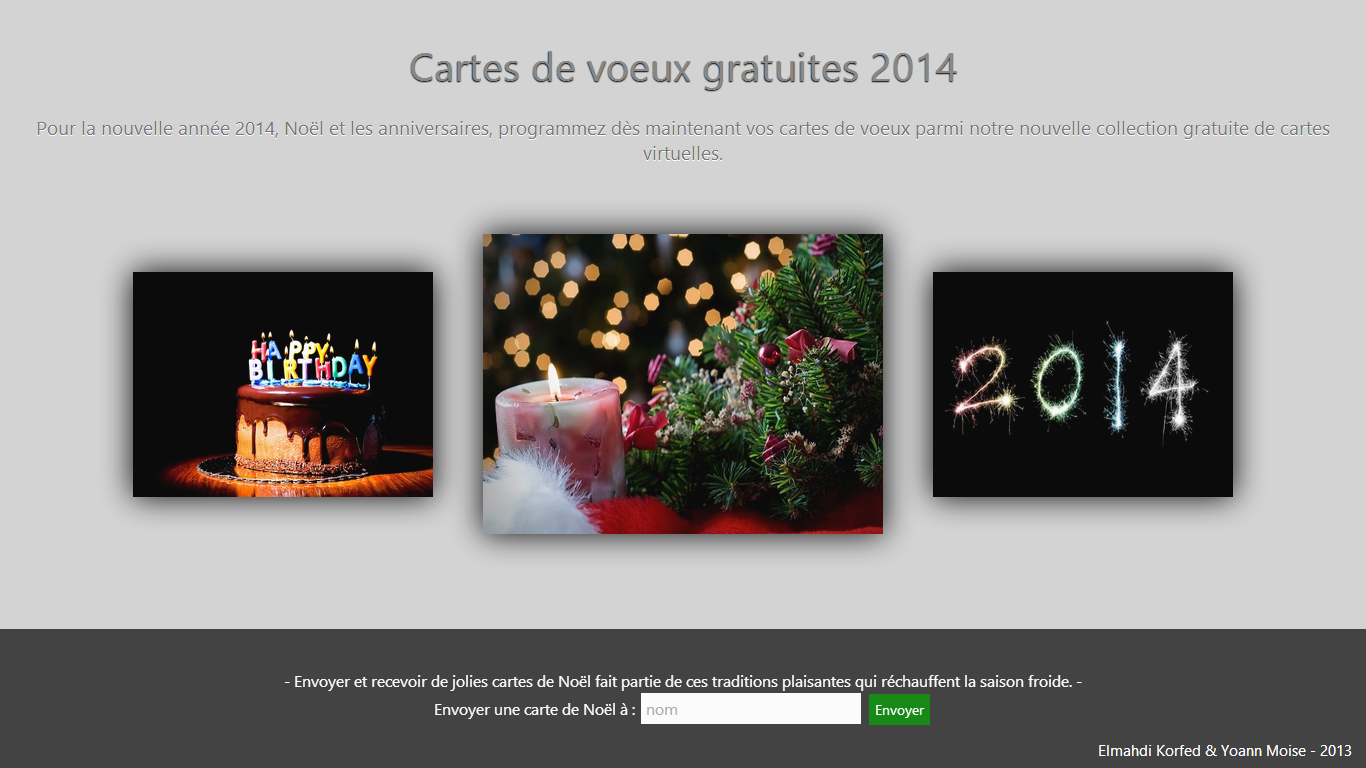 Cartes de voeux gratuites 2014
Pour la nouvelle année 2014, Noël et les anniversaires, programmez dès maintenant vos cartes de voeux parmi notre nouvelle collection gratuite de cartes
virtuelles.
HAPPY
BIRTHDAY
2014
- Envoyer et recevoir de jolies cartes de Noël fait partie de ces traditions plaisantes qui réchauffent la saison froide. -
Envoyer une carte de Noël à : nom Envoyer
Elmahdi Korfed & Yoann Moise - 2013